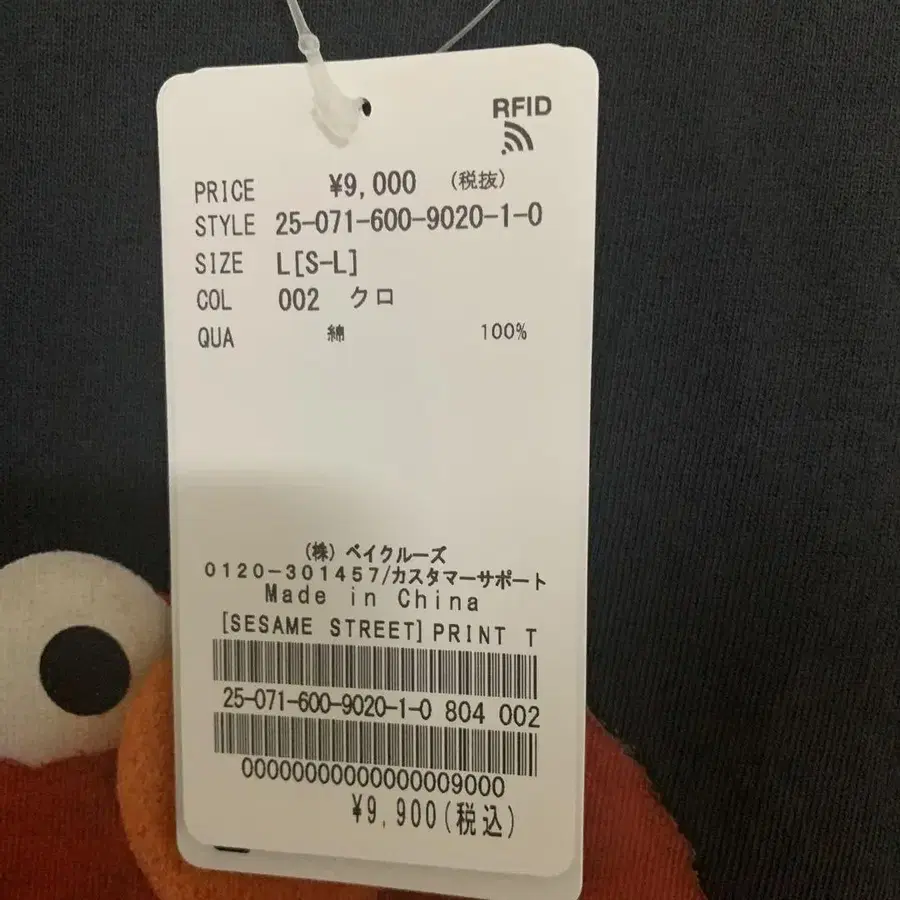 RFID
PRICE ¥9,000 (税抜)
STYLE 25-071-600-9020-1-0
SIZE L[S-L]
COL 002 クロ
QUA 綿 100%
(株) ベイクルーズ
0120-301457/カスタマーサポート
Made in China
[SESAME STREET] PRINT T
25-071-600-9020-1-0 804 002
00000000000000009000
¥9,900(税込)